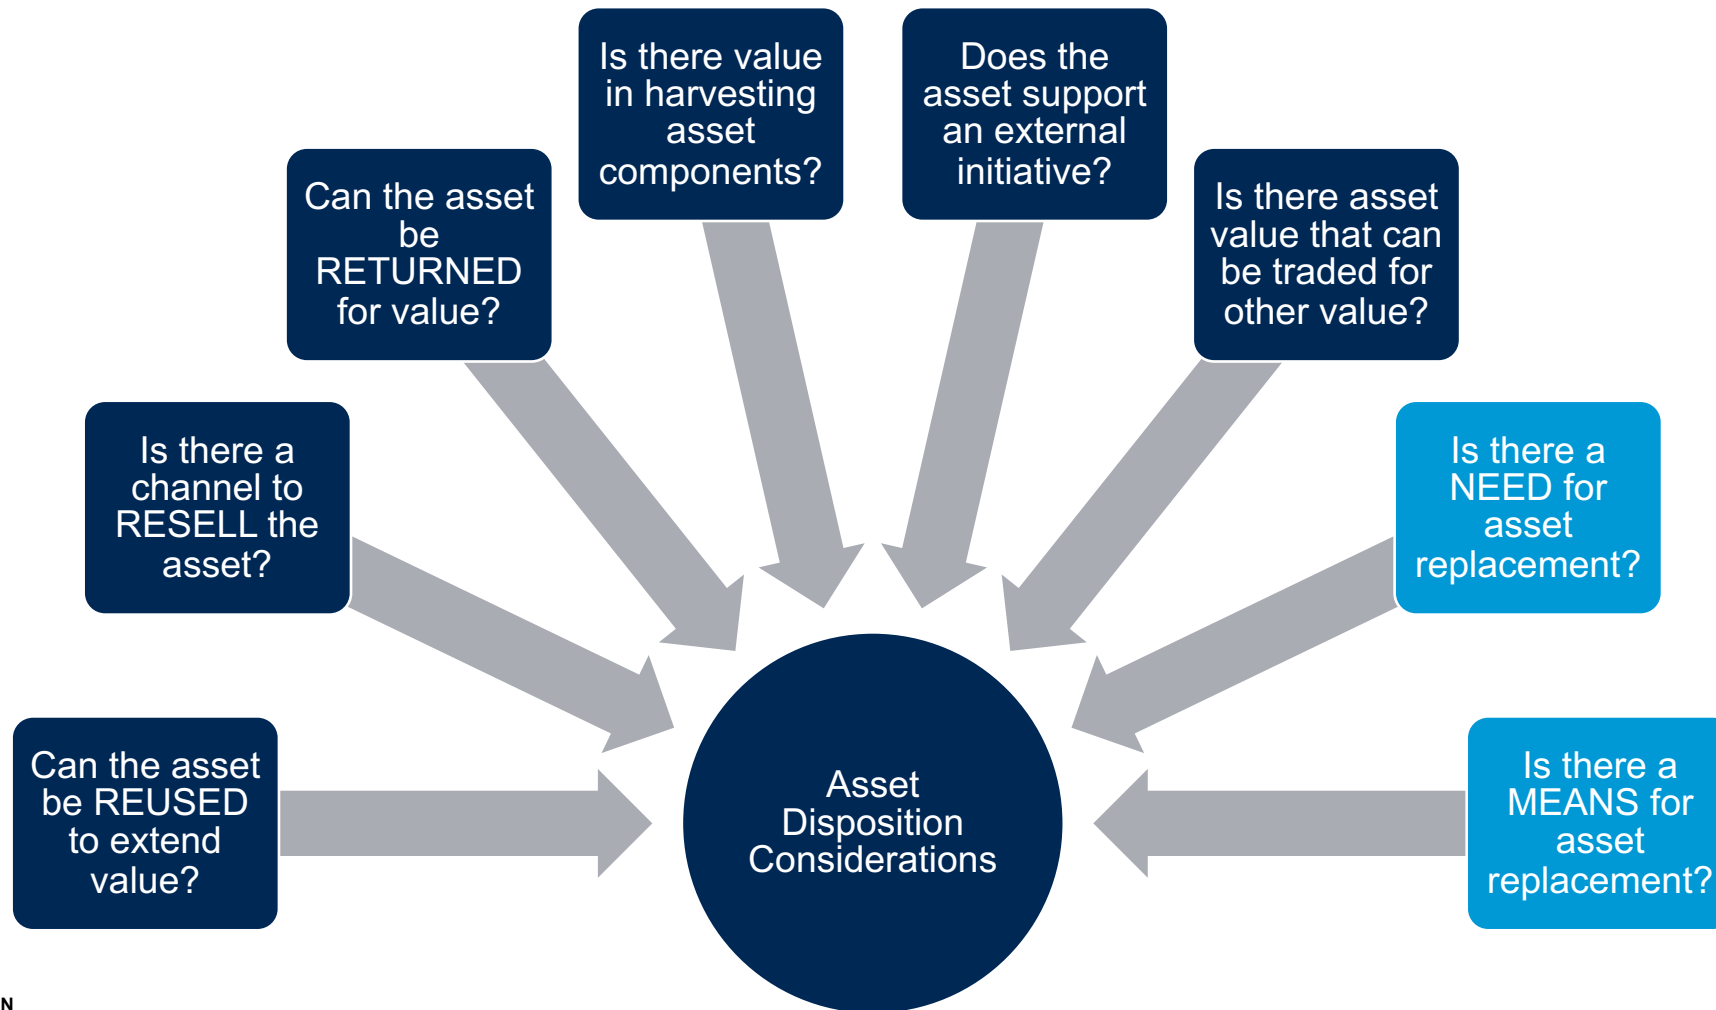 Is there value
in harvesting
asset
components?
Does the
asset support
an external
initiative?
Can the asset
be
RETURNED
for value?
Is there asset
value that can
be traded for
other value?
Is there a
channel to
RESELL the
asset?
Is there a
NEED for
asset
replacement?
Can the asset
be REUSED
to extend
value?
Asset
Disposition
Considerations
Is there a
MEANS for
asset
replacement?
N